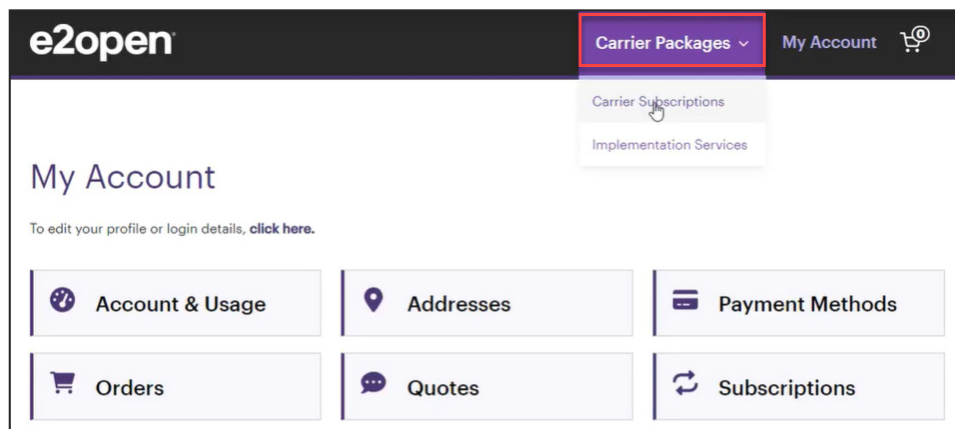 e2open
Carrier Packages
My Account
0
Carrier Subscriptions
Implementation Services
My Account
To edit your profile or login details, click here.
Account & Usage
Addresses
Payment Methods
Orders
Quotes
Subscriptions